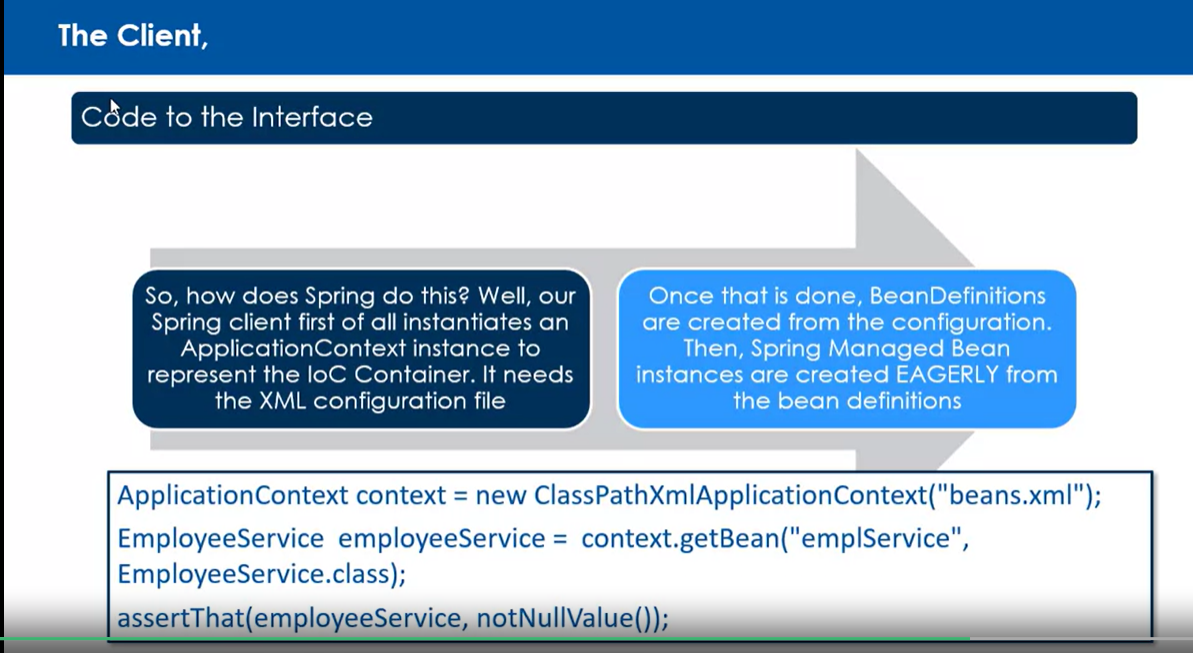 The Client,
Code to the Interface
So, how does Spring do this? Well, our
Spring client first of all instantiates an
ApplicationContext instance to
represent the IoC Container. It needs
the XML configuration file
Once that is done, BeanDefinitions
are created from the configuration.
Then, Spring Managed Bean
instances are created EAGERLY from
the bean definitions
ApplicationContext context = new ClassPathXmlApplicationContext("beans.xml");
EmployeeService employeeService = context.getBean("emplService",
EmployeeService.class);
assertThat(employeeService, notNullValue());